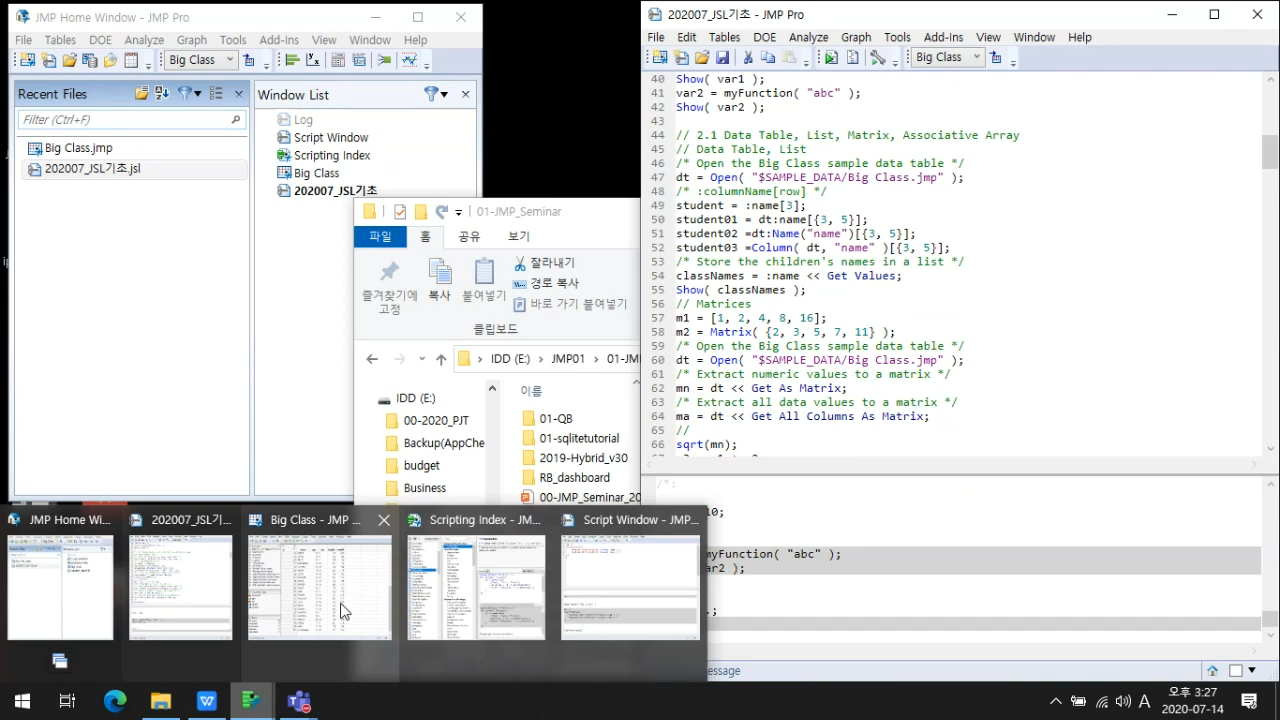 JMP Home Window - JMP Pro
File Tables DOE Analyze Graph Tools Add-Ins View Window Help
Big Class
Recent Files
Filter (Ctrl+F)
Big Class.jmp
202007_JSL기초.jsl
Window List
Log
Script Window
Scripting Index
Big Class
202007_JSL기초
01-JMP_Seminar
파일 홈 공유 보기
즐겨찾기에
고정
복사
붙여넣기
잘라내기
경로 복사
바로 가기 붙여넣기
클립보드
IDD (E:) JMP01
IDD (E:)
00-2020_PJT
Backup(AppChe
budget
Business
이름
01-QB
01-sqlitetutorial
2019-Hybrid_v30
RB_dashboard
00-JMP_Seminar_20
202007_JSL기초 - JMP Pro
File Edit Tables DOE Analyze Graph Tools Add-Ins View Window Help
Big Class
40 Show( var1 );
41 var2 = myFunction( "abc" );
42 Show( var2 );
43
44 // 2.1 Data Table, List, Matrix, Associative Array
45 // Data Table, List
46 /* Open the Big Class sample data table */
47 dt = Open( "$SAMPLE_DATA/Big Class.jmp" );
48 /* :columnName[row] */
49 student = :name[3];
50 student01 = dt:name[{3, 5}];
51 student02 =dt:Name("name")[{3, 5}];
52 student03 =Column( dt, "name" )[{3, 5}];
53 /* Store the children's names in a list */
54 classNames = :name << Get Values;
55 Show( classNames );
56 // Matrices
57 m1 = [1, 2, 4, 8, 16];
58 m2 = Matrix( {2, 3, 5, 7, 11} );
59 /* Open the Big Class sample data table */
60 dt = Open( "$SAMPLE_DATA/Big Class.jmp" );
61 /* Extract numeric values to a matrix */
62 mn = dt << Get As Matrix;
63 /* Extract all data values to a matrix */
64 ma = dt << Get All Columns As Matrix;
65 //
66 sqrt(mn);
/*:
myFunction( "abc" );
JMP Home Wi...
202007_JSL기...
Big Class - JMP ...
Scripting Index - JM...
Script Window - JMP...
A
오후 3:27
2020-07-14